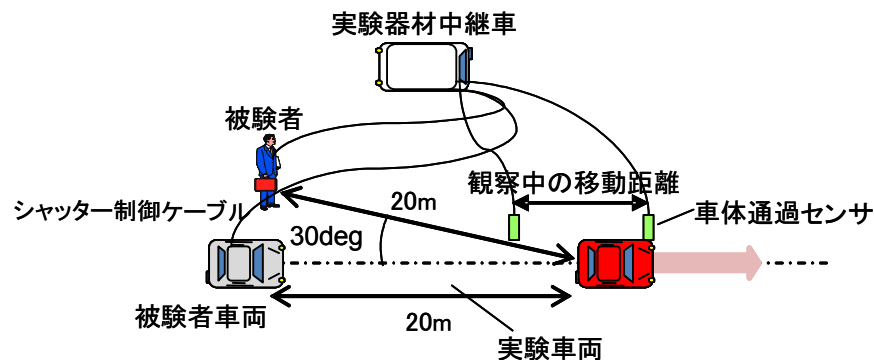 実験器材中継車
被験者
観察中の移動距離
シャッター制御ケーブル
20m
車体通過センサ
30deg
被験者車両
20m
実験車両